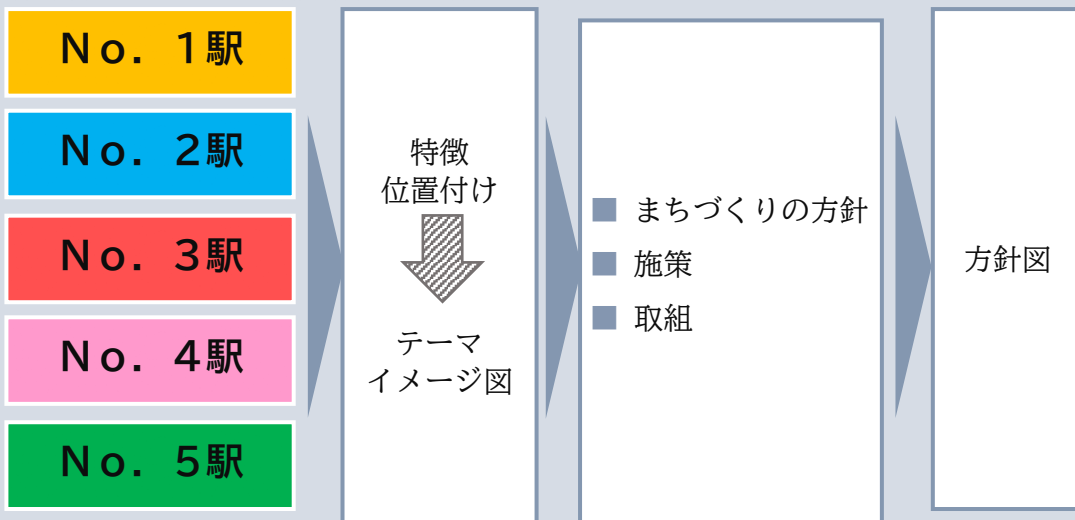 No. 1駅
No. 2駅
No. 3駅
No. 4駅
No. 5駅
特徴
位置付け
テーマ
イメージ図
まちづくりの方針
施策
取組
方針図